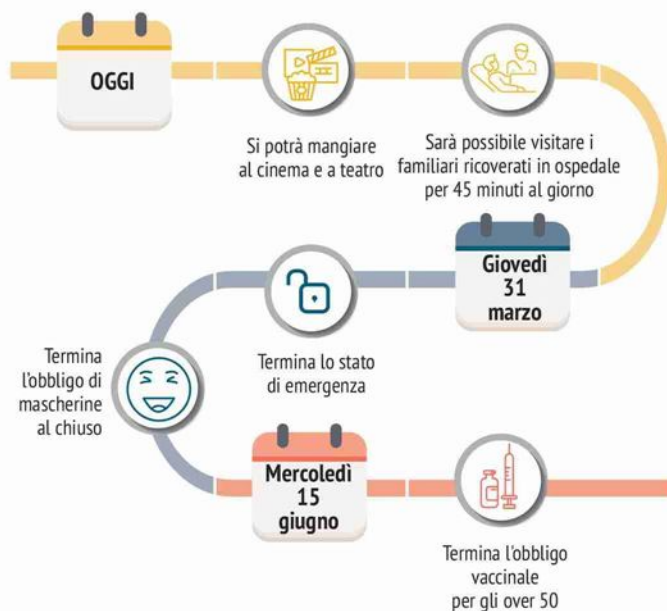 OGGI
Si potrà mangiare
al cinema e a teatro
Sarà possibile visitare i
familiari ricoverati in ospedale
per 45 minuti al giorno
Giovedì
31
marzo
Termina lo stato
di emergenza
Termina
l'obbligo di
mascherine
al chiuso
Mercoledì
15
giugno
Termina l'obbligo
vaccinale
per gli over 50